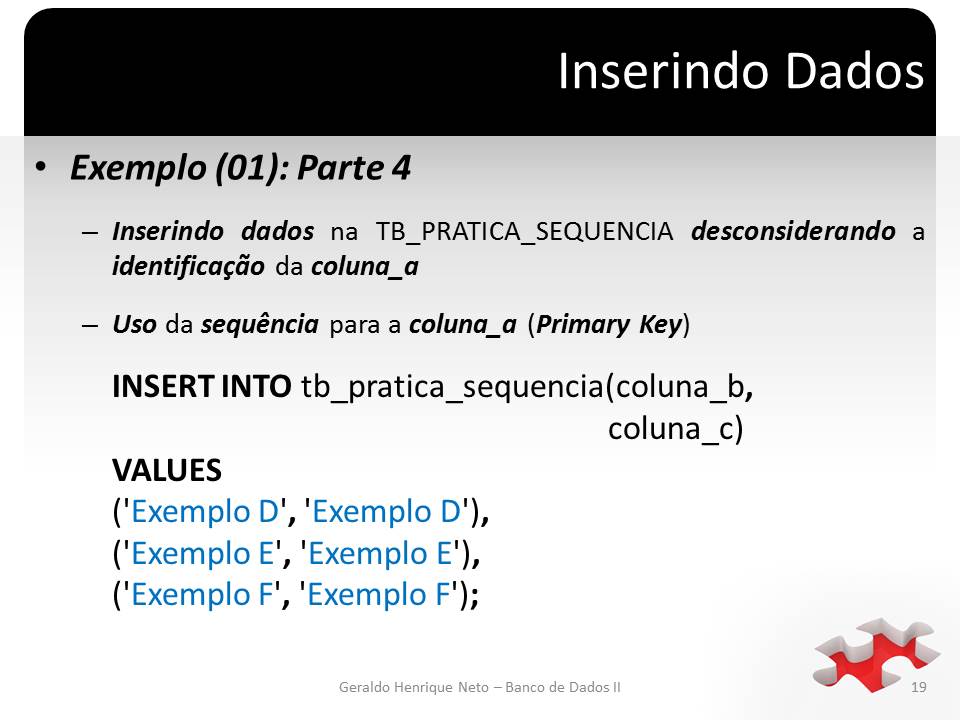 Inserindo Dados
• Exemplo (01): Parte 4
– Inserindo dados na TB_PRATICA_SEQUENCIA desconsiderando a
identificação da coluna_a
– Uso da sequência para a coluna_a (Primary Key)
INSERT INTO tb_pratica_sequencia(coluna_b,
coluna_c)
VALUES
('Exemplo D', 'Exemplo D'),
('Exemplo E', 'Exemplo E'),
('Exemplo F', 'Exemplo F');
Geraldo Henrique Neto – Banco de Dados II
19